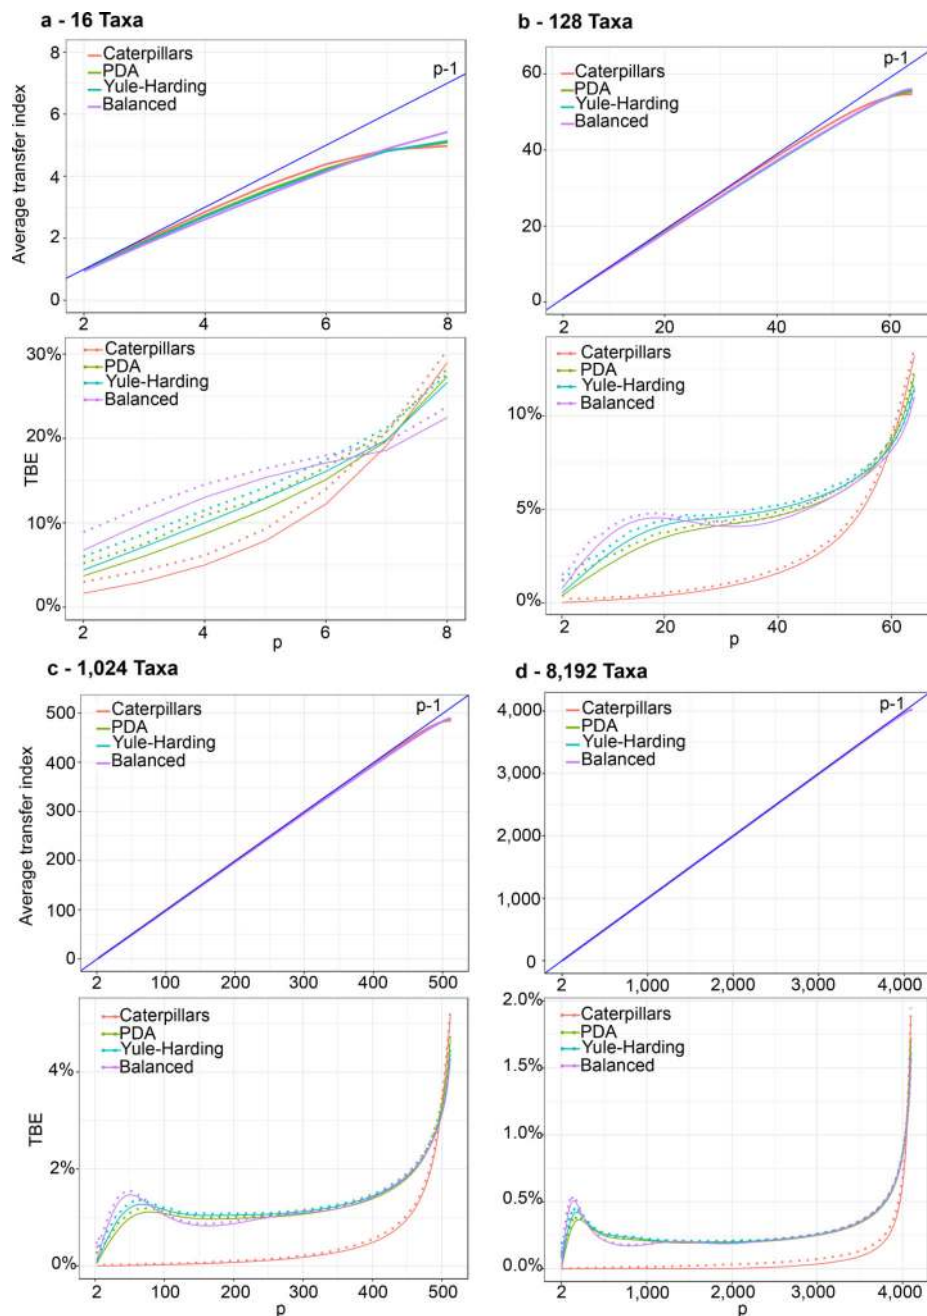 a - 16 Taxa
Average transfer index
8
6
4
2
0
Caterpillars
PDA
Yule-Harding
Balanced
p-1
2
4
6
8
b - 128 Taxa
60
40
20
0
Caterpillars
PDA
Yule-Harding
Balanced
p-1
2
20
40
60
TBE
30%
20%
10%
0%
Caterpillars
PDA
Yule-Harding
Balanced
2
4
6
8
p
10%
5%
0%
Caterpillars
PDA
Yule-Harding
Balanced
2
20
40
60
p
c - 1,024 Taxa
Average transfer index
500
400
300
200
100
0
Caterpillars
PDA
Yule-Harding
Balanced
p-1
2
100
200
300
400
500
d - 8,192 Taxa
4,000
3,000
2,000
1,000
0
Caterpillars
PDA
Yule-Harding
Balanced
p-1
2
1,000
2,000
3,000
4,000
TBE
4%
2%
0%
Caterpillars
PDA
Yule-Harding
Balanced
2
100
200
300
400
500
p
2.0%
1.5%
1.0%
0.5%
0.0%
Caterpillars
PDA
Yule-Harding
Balanced
2
1,000
2,000
3,000
4,000
p